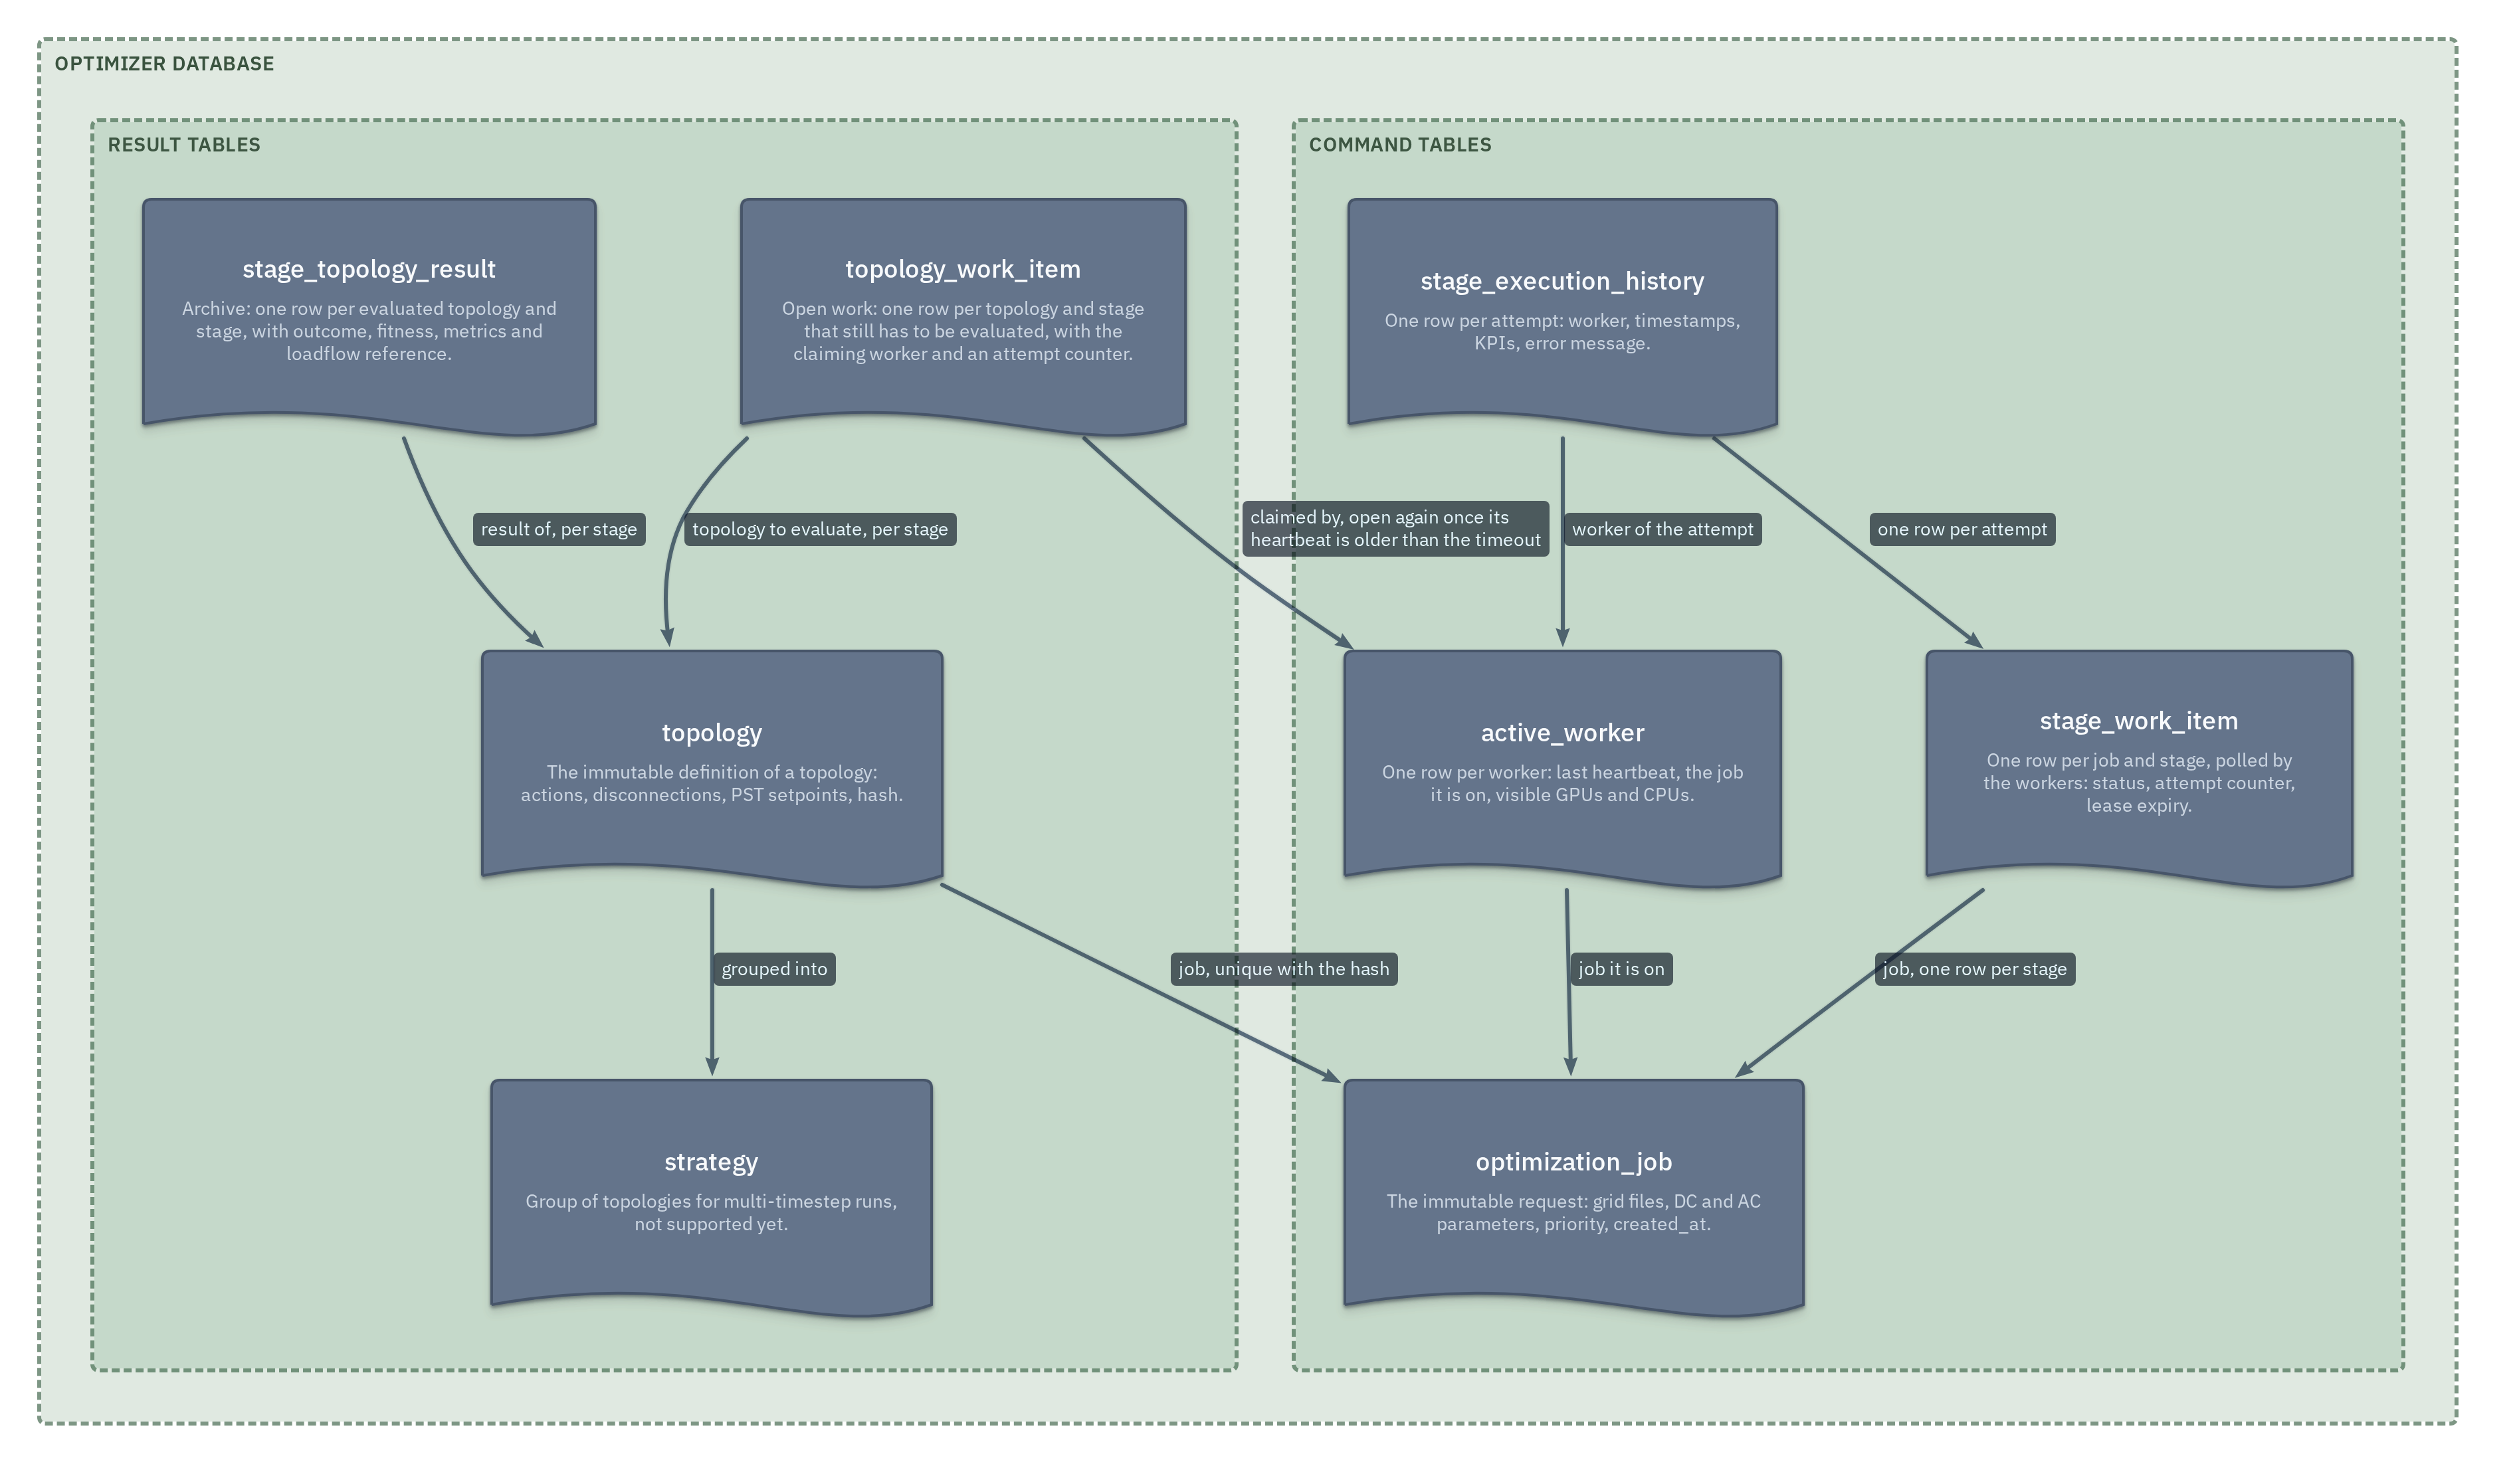 OPTIMIZER DATABASE
RESULT TABLES
COMMAND TABLES
stage_topology_result
Archive: one row per evaluated topology and
stage, with outcome, fitness, metrics and
loadflow reference.
topology_work_item
Open work: one row per topology and stage
that still has to be evaluated, with the
claiming worker and an attempt counter.
stage_execution_history
One row per attempt: worker, timestamps,
KPIs, error message.
result of, per stage
topology to evaluate, per stage
claimed by, open again once its
heartbeat is older than the timeout
worker of the attempt
one row per attempt
topology
The immutable definition of a topology:
actions, disconnections, PST setpoints, hash.
active_worker
One row per worker: last heartbeat, the job
it is on, visible GPUs and CPUs.
stage_work_item
One row per job and stage, polled by
the workers: status, attempt counter,
lease expiry.
grouped into
job, unique with the hash
job it is on
job, one row per stage
strategy
Group of topologies for multi-timestep runs,
not supported yet.
optimization_job
The immutable request: grid files, DC and AC
parameters, priority, created_at.